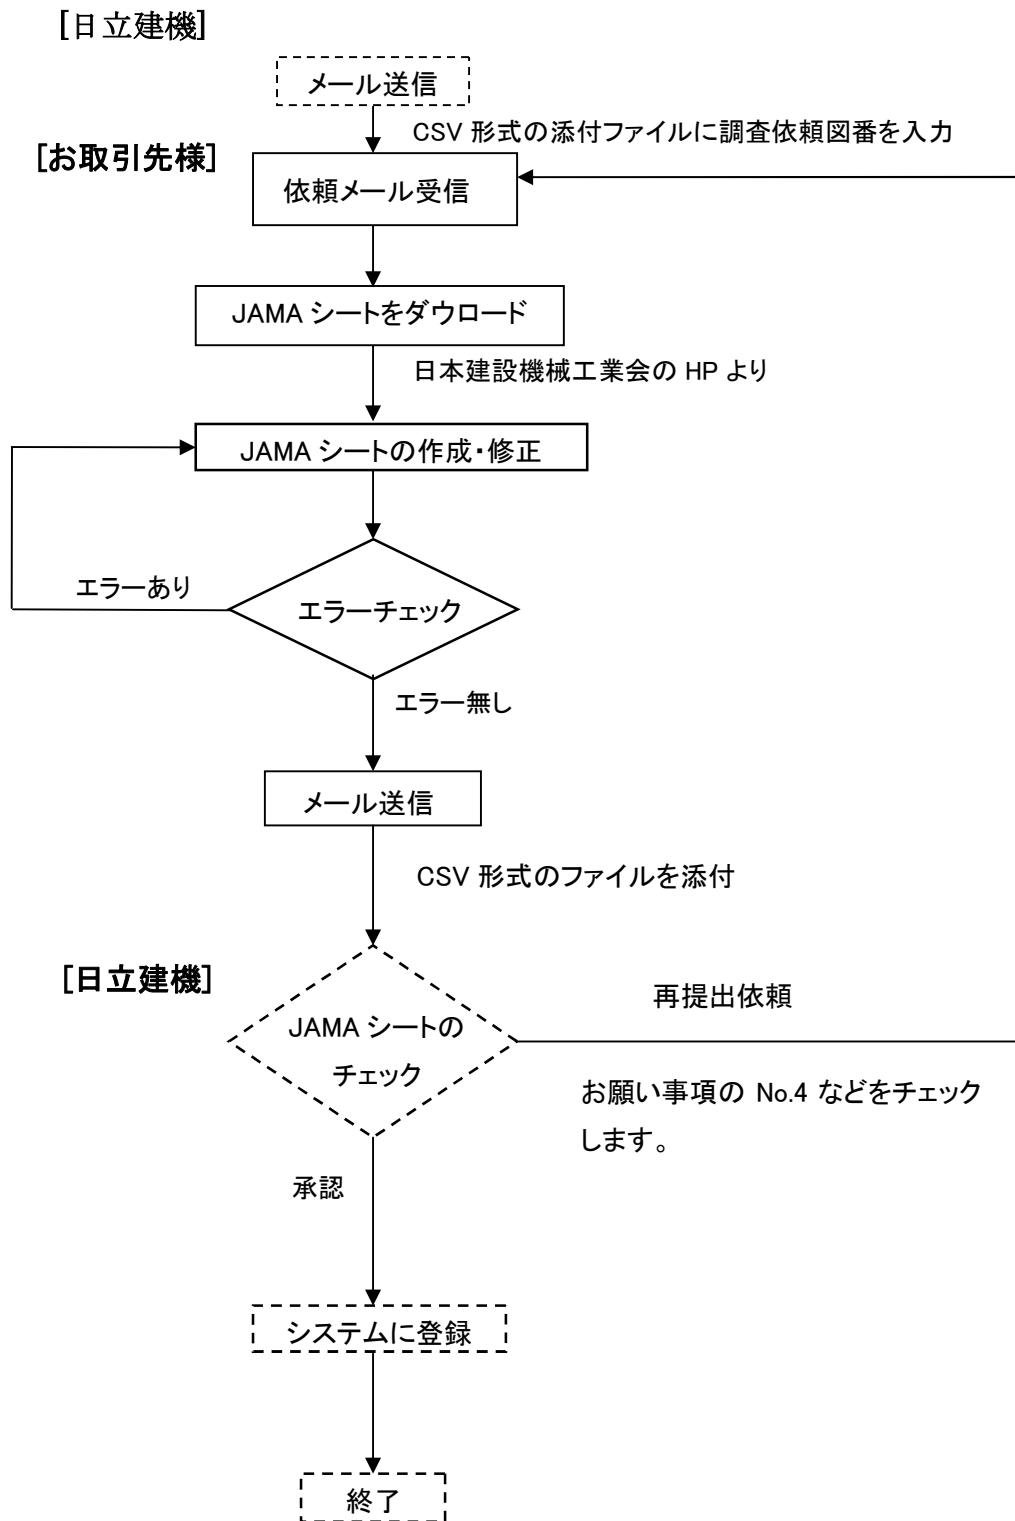 [日立建機]
メール送信
CSV 形式の添付ファイルに調査依頼図番を入力
[お取引先様]
依頼メール受信
JAMA シートをダウロード
日本建設機械工業会の HP より
JAMA シートの作成・修正
エラーあり
エラーチェック
エラー無し
メール送信
CSV 形式のファイルを添付
[日立建機]
再提出依頼
JAMA シートの
チェック
お願い事項の No.4 などをチェック
します。
承認
システムに登録
終了